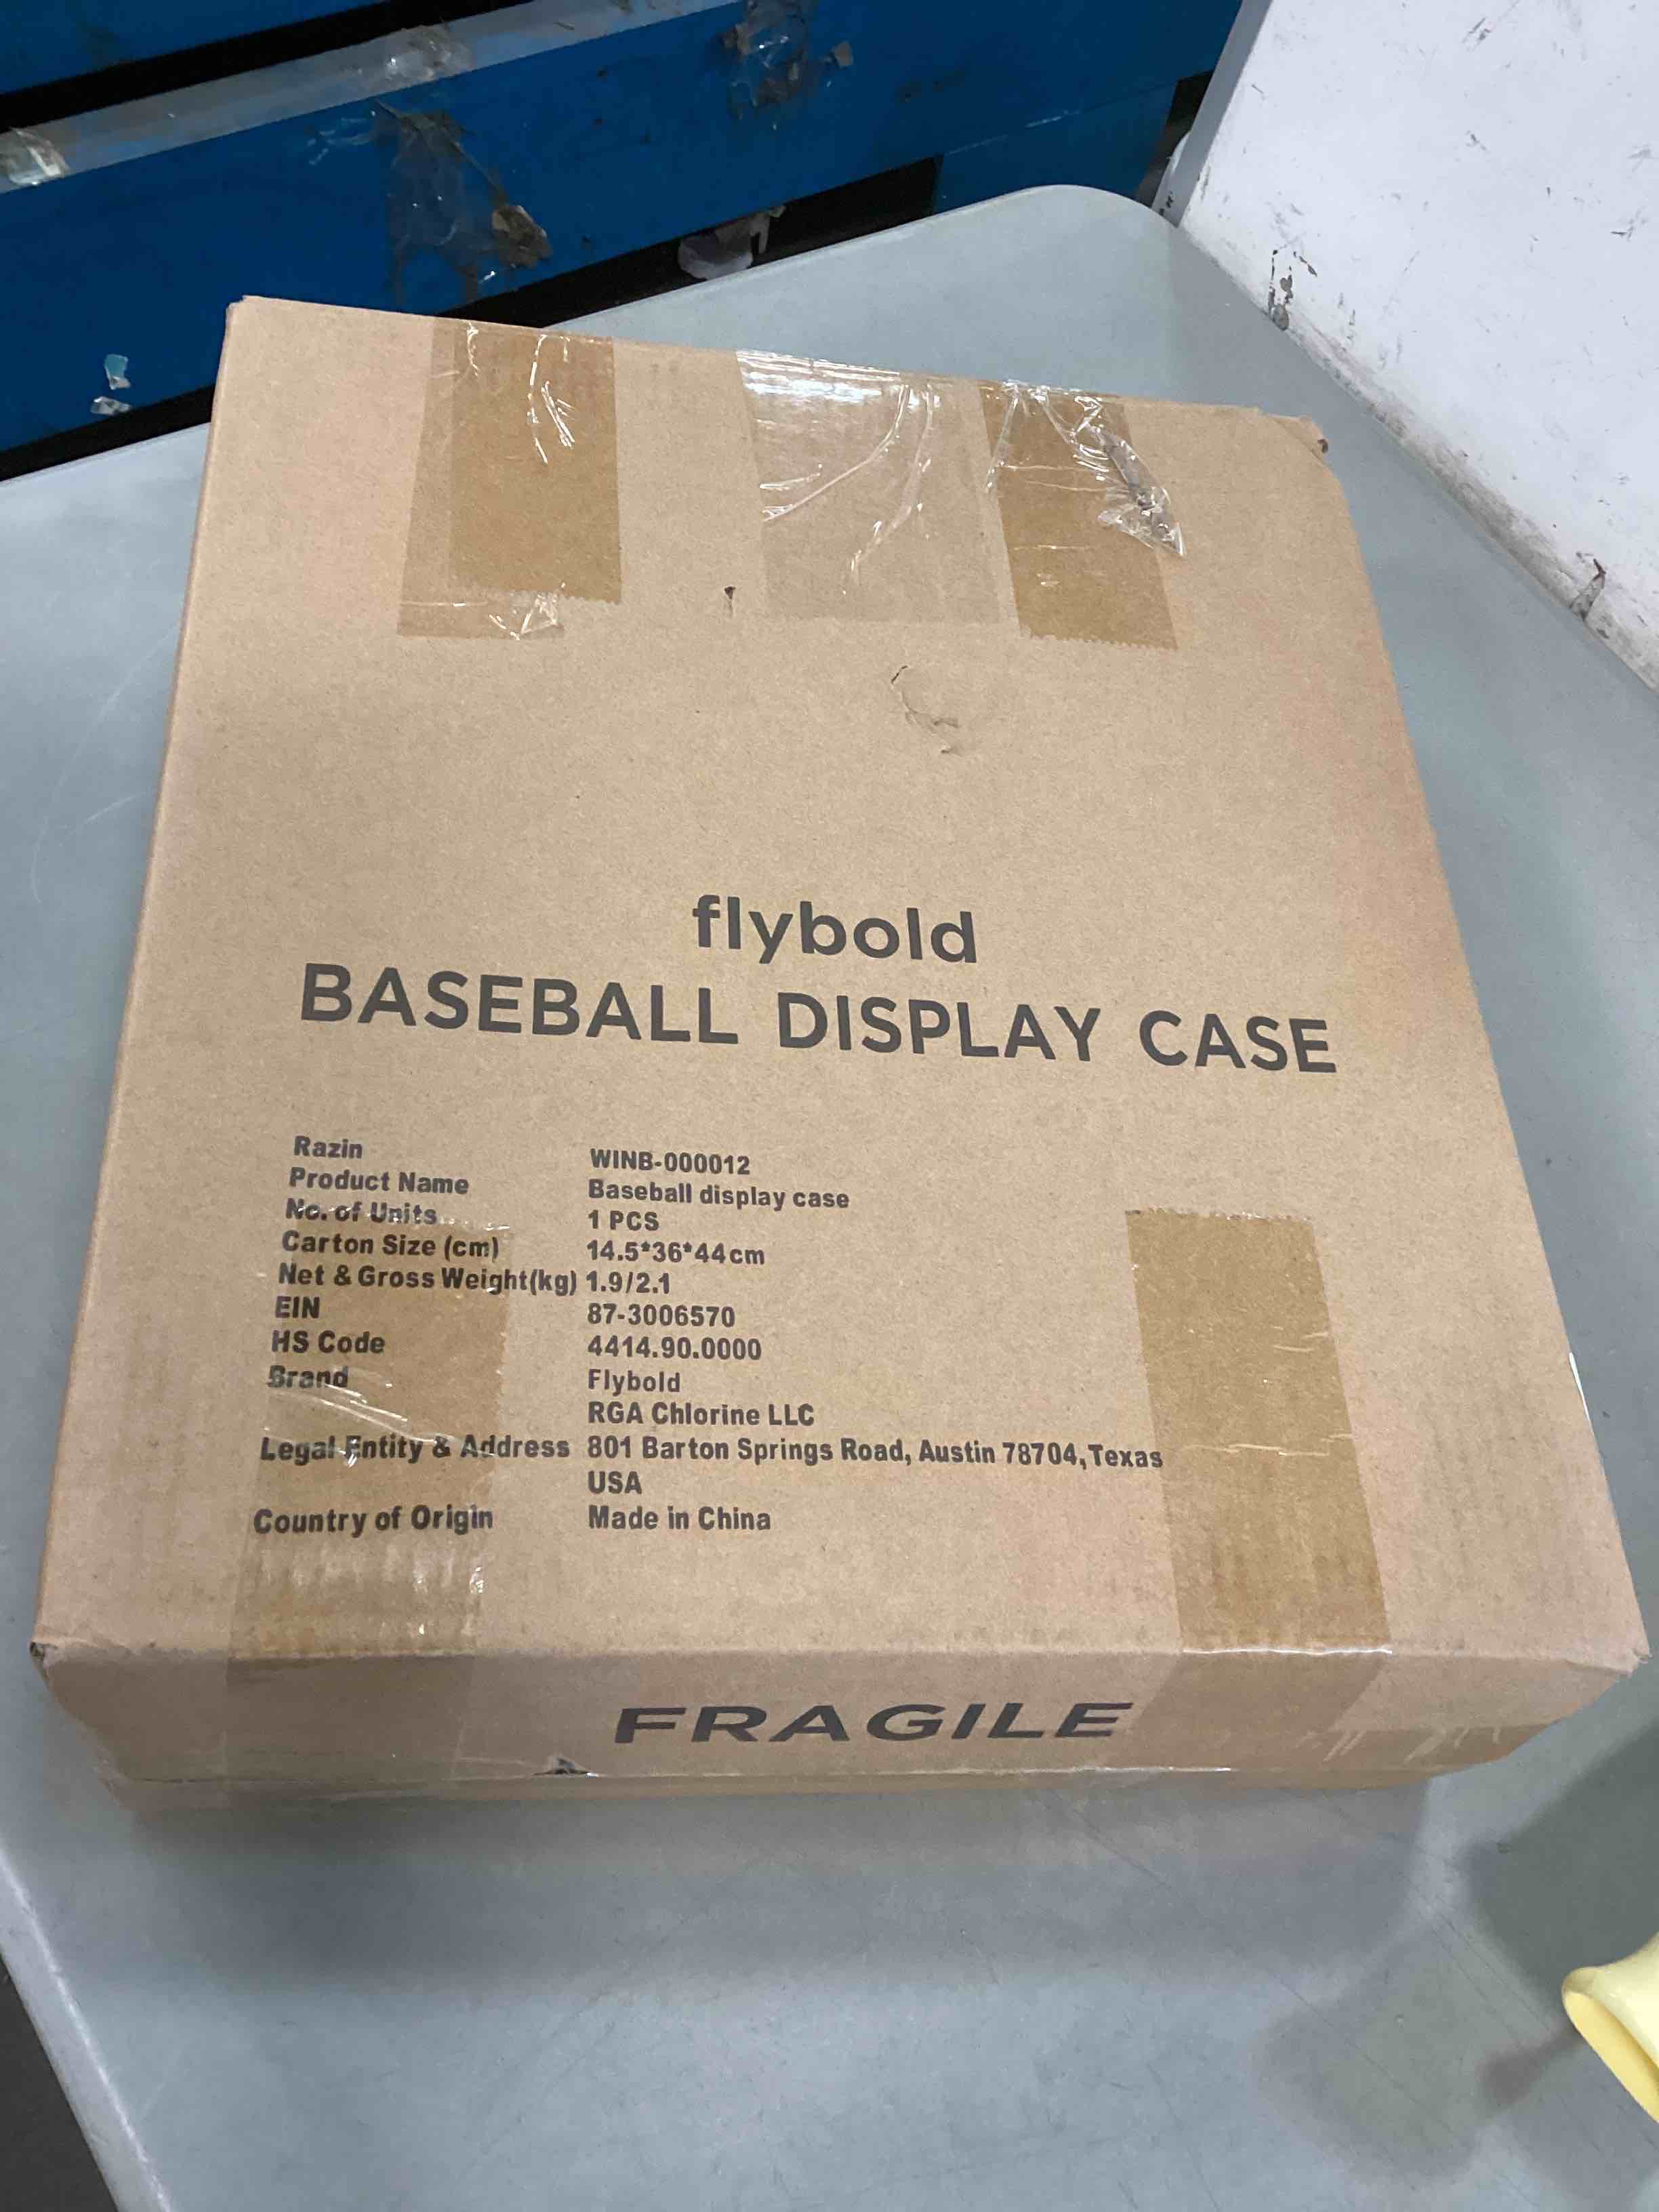 flybold
BASEBALL DISPLAY CASE
Razin WINB-000012
Product Name Baseball display case
No. of Units 1 PCS
Carton Size (cm) 14.5*36*44cm
Net & Gross Weight(kg) 1.9/2.1
EIN 87-3006570
HS Code 4414.90.0000
Brand Flybold
RGA Chlorine LLC
Legal Entity & Address 801 Barton Springs Road, Austin 78704, Texas
USA
Country of Origin Made in China
FRAGILE